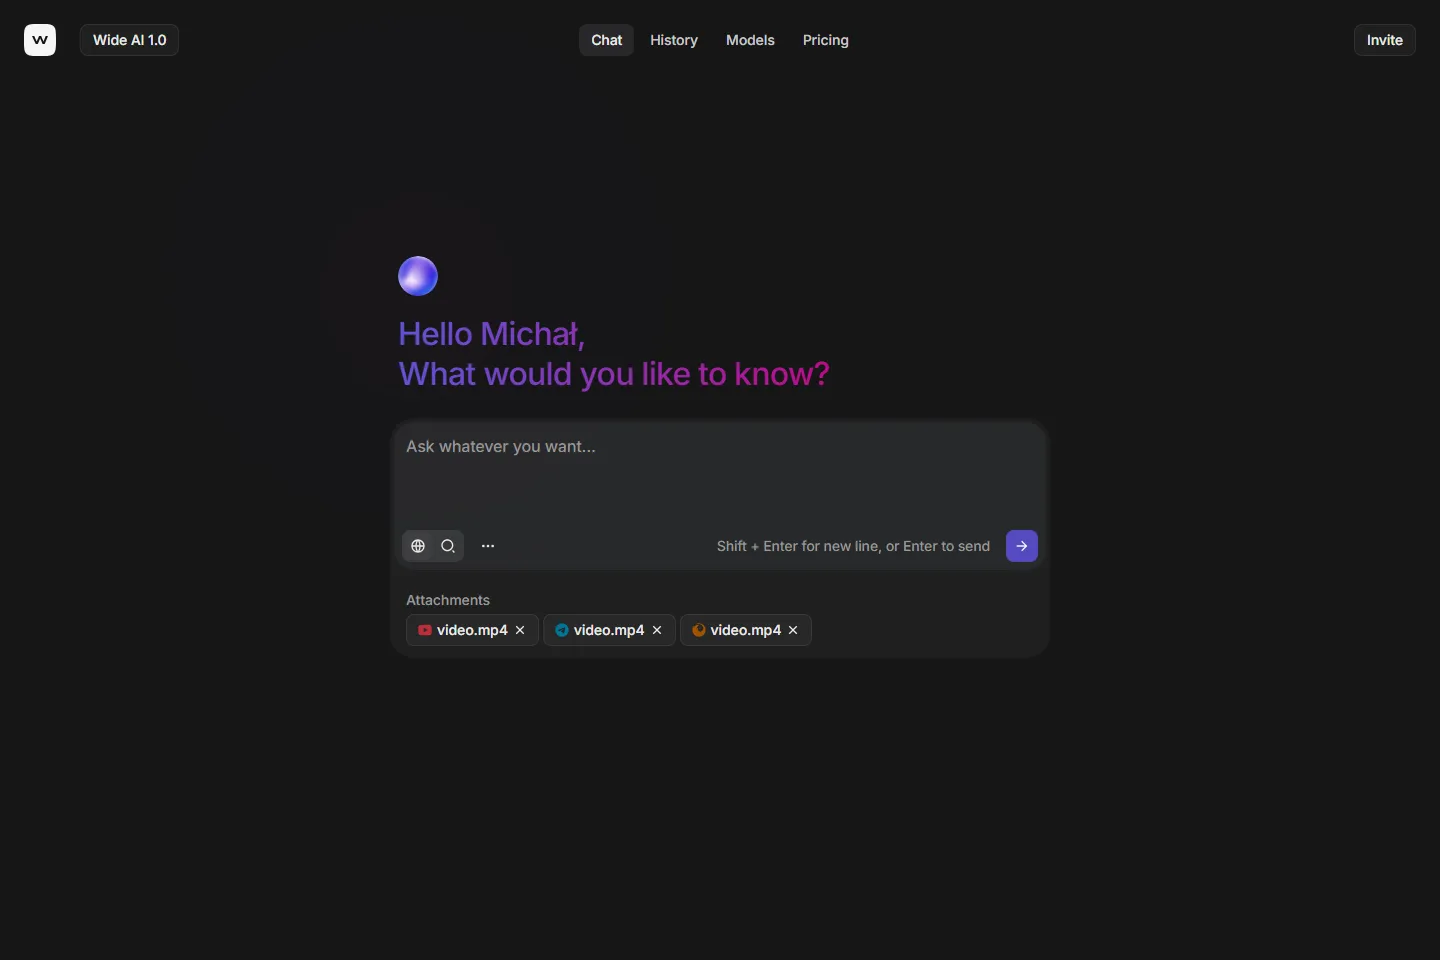 w
Wide AI 1.0
Chat
History
Models
Pricing
Invite
Hello Michał,
What would you like to know?
Ask whatever you want...
Shift + Enter for new line, or Enter to send
Attachments
video.mp4
video.mp4
video.mp4